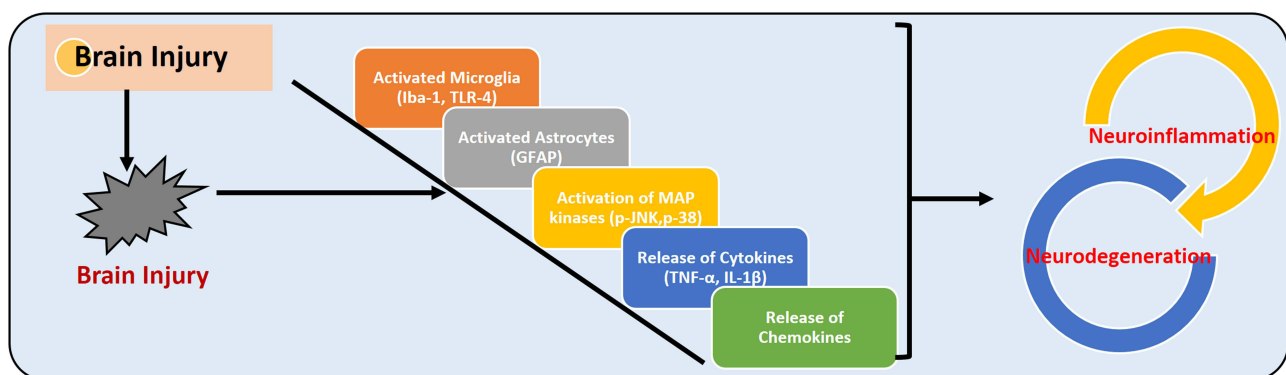 Brain Injury
Brain Injury
Activated Microglia
(Iba-1, TLR-4)
Activated Astrocytes
(GFAP)
Activation of MAP
kinases (p-JNK,p-38)
Release of Cytokines
(TNF-α, IL-1β)
Release of
Chemokines
Neuroinflammation
Neurodegeneration